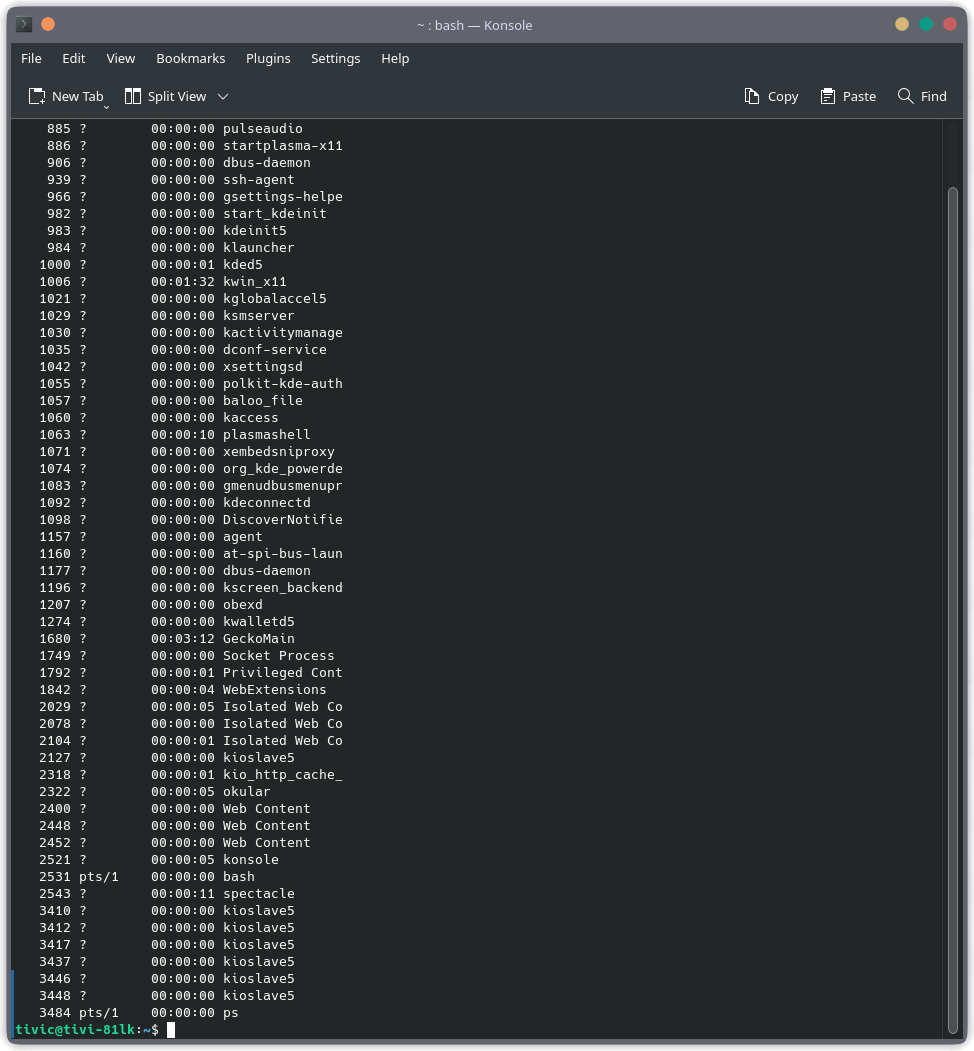 ~ : bash — Konsole
File Edit View Bookmarks Plugins Settings Help
New Tab Split View Copy Paste Find
885 ? 00:00:00 pulseaudio
886 ? 00:00:00 startplasma-x11
906 ? 00:00:00 dbus-daemon
939 ? 00:00:00 ssh-agent
966 ? 00:00:00 gsettings-helpe
982 ? 00:00:00 start_kdeinit
983 ? 00:00:00 kdeinit5
984 ? 00:00:00 klauncher
1000 ? 00:00:01 kded5
1006 ? 00:01:32 kwin_x11
1021 ? 00:00:00 kglobalaccel5
1029 ? 00:00:00 ksmserver
1030 ? 00:00:00 kactivitymanage
1035 ? 00:00:00 dconf-service
1042 ? 00:00:00 xsettingsd
1055 ? 00:00:00 polkit-kde-auth
1057 ? 00:00:00 baloo_file
1060 ? 00:00:00 kaccess
1063 ? 00:00:10 plasmashell
1071 ? 00:00:00 xembedsniproxy
1074 ? 00:00:00 org_kde_powerde
1083 ? 00:00:00 gmenudbusmenupr
1092 ? 00:00:00 kdeconnectd
1098 ? 00:00:00 DiscoverNotifie
1157 ? 00:00:00 agent
1160 ? 00:00:00 at-spi-bus-laun
1177 ? 00:00:00 dbus-daemon
1196 ? 00:00:00 kscreen_backend
1207 ? 00:00:00 obexd
1274 ? 00:00:00 kwalletd5
1680 ? 00:03:12 GeckoMain
1749 ? 00:00:00 Socket Process
1792 ? 00:00:01 Privileged Cont
1842 ? 00:00:04 WebExtensions
2029 ? 00:00:05 Isolated Web Co
2078 ? 00:00:00 Isolated Web Co
2104 ? 00:00:01 Isolated Web Co
2127 ? 00:00:00 kioslave5
2318 ? 00:00:01 kio_http_cache_
2322 ? 00:00:05 okular
2400 ? 00:00:00 Web Content
2448 ? 00:00:00 Web Content
2452 ? 00:00:00 Web Content
2521 ? 00:00:05 konsole
2531 pts/1 00:00:00 bash
2543 ? 00:00:11 spectacle
3410 ? 00:00:00 kioslave5
3412 ? 00:00:00 kioslave5
3417 ? 00:00:00 kioslave5
3437 ? 00:00:00 kioslave5
3446 ? 00:00:00 kioslave5
3448 ? 00:00:00 kioslave5
3484 pts/1 00:00:00 ps
tivic@tivi-81lk:~$